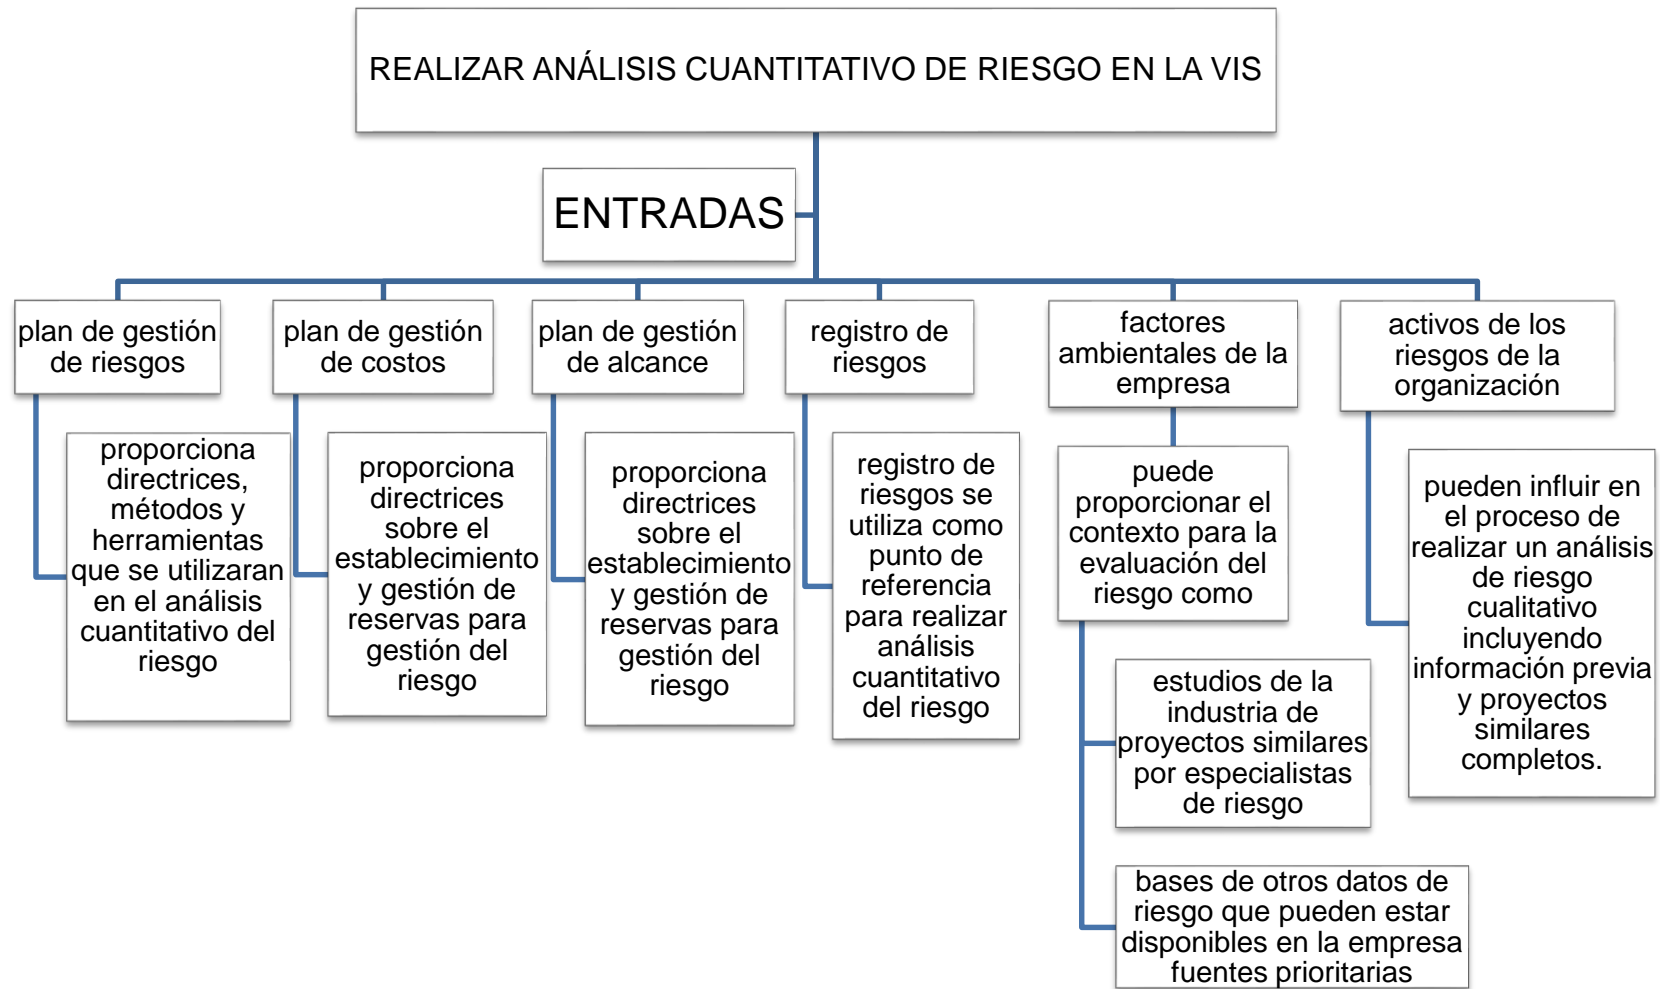 REALIZAR ANÁLISIS CUANTITATIVO DE RIESGO EN LA VIS
ENTRADAS
plan de gestión
de riesgos
proporciona
directrices,
métodos y
herramientas
que se utilizaran
en el análisis
cuantitativo del
riesgo
plan de gestión
de costos
proporciona
directrices
sobre el
establecimiento
y gestión de
reservas para
gestión del
riesgo
plan de gestión
de alcance
proporciona
directrices
sobre el
establecimiento
y gestión de
reservas para
gestión del
riesgo
registro de
riesgos
registro de
riesgos se
utiliza como
punto de
referencia
para realizar
análisis
cuantitativo
del riesgo
factores
ambientales de la
empresa
puede
proporcionar el
contexto para la
evaluación del
riesgo como
estudios de la
industria de
proyectos similares
por especialistas
de riesgo
bases de otros datos de
riesgo que pueden estar
disponibles en la empresa
fuentes prioritarias
activos de los
riesgos de la
organización
pueden influir en
el proceso de
realizar un análisis
de riesgo
cualitativo
incluyendo
información previa
y proyectos
similares
completos.